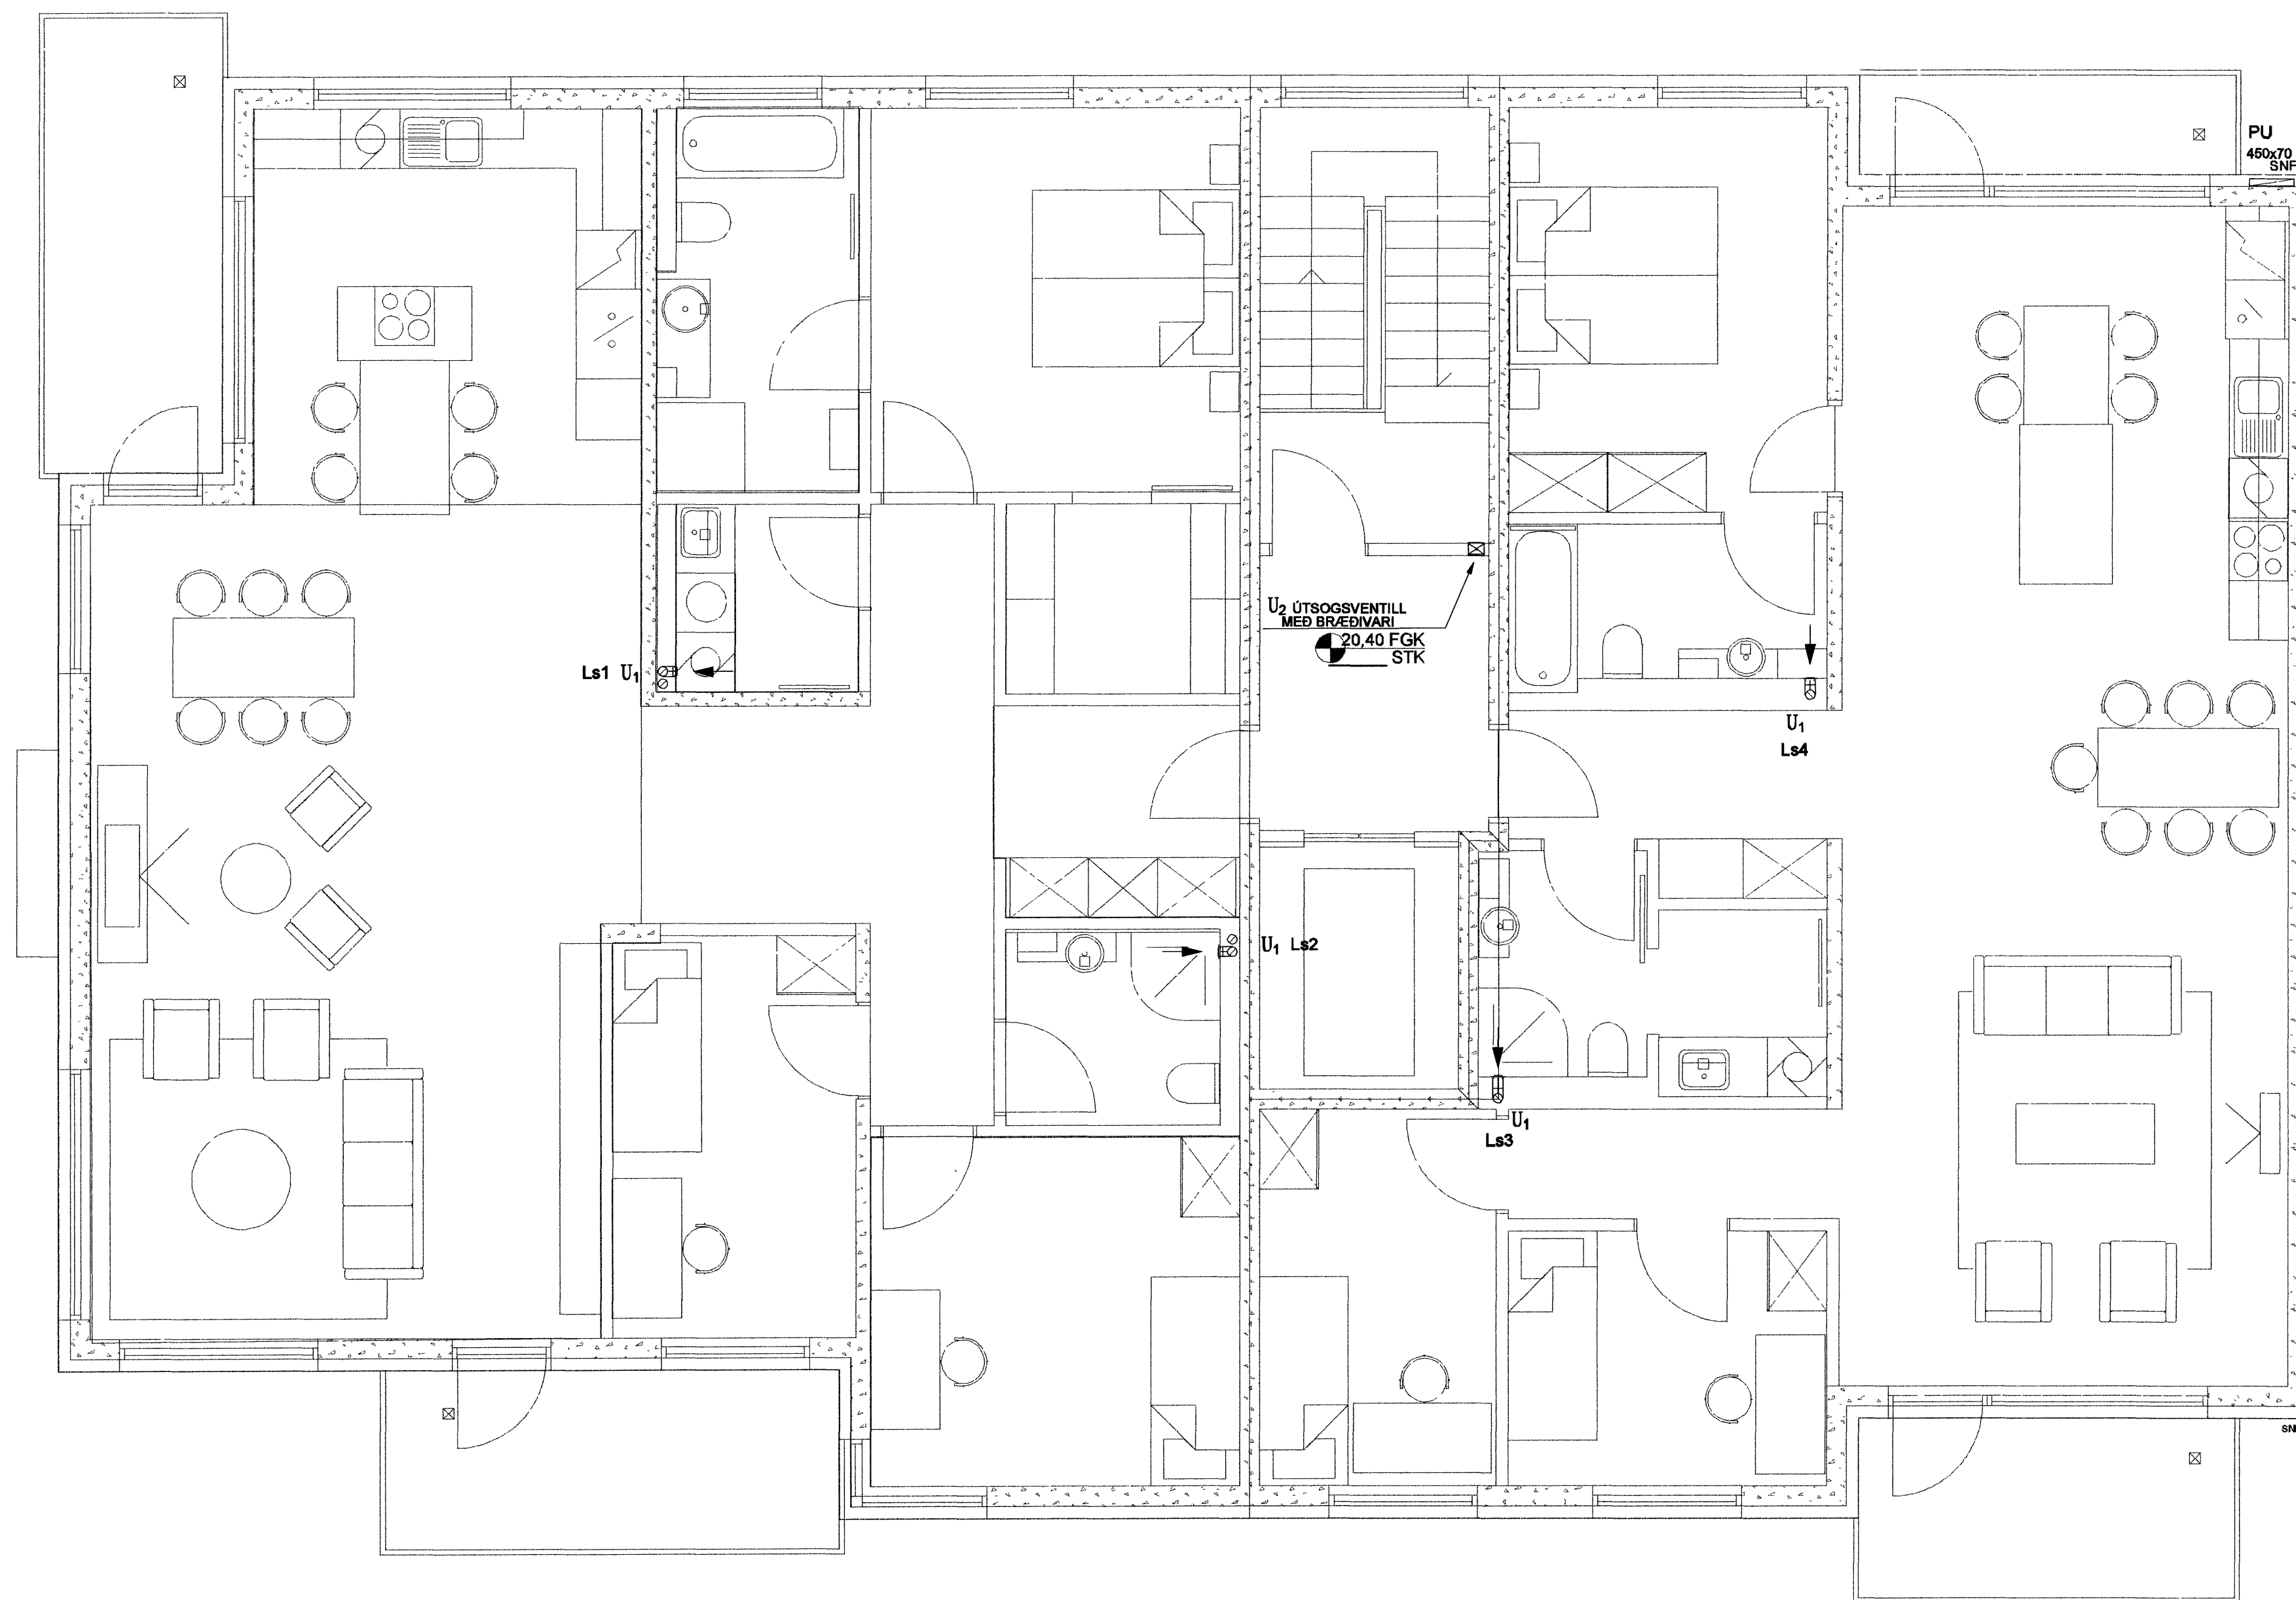 PU
450x70
SNF
U₂ ÚTSOGSVENTILL
MEÐ BRÆÐIVARI
20,40 FGK
STK
Ls1 U₁
U₁
Ls4
U₁ Ls2
U₁
Ls3
SN